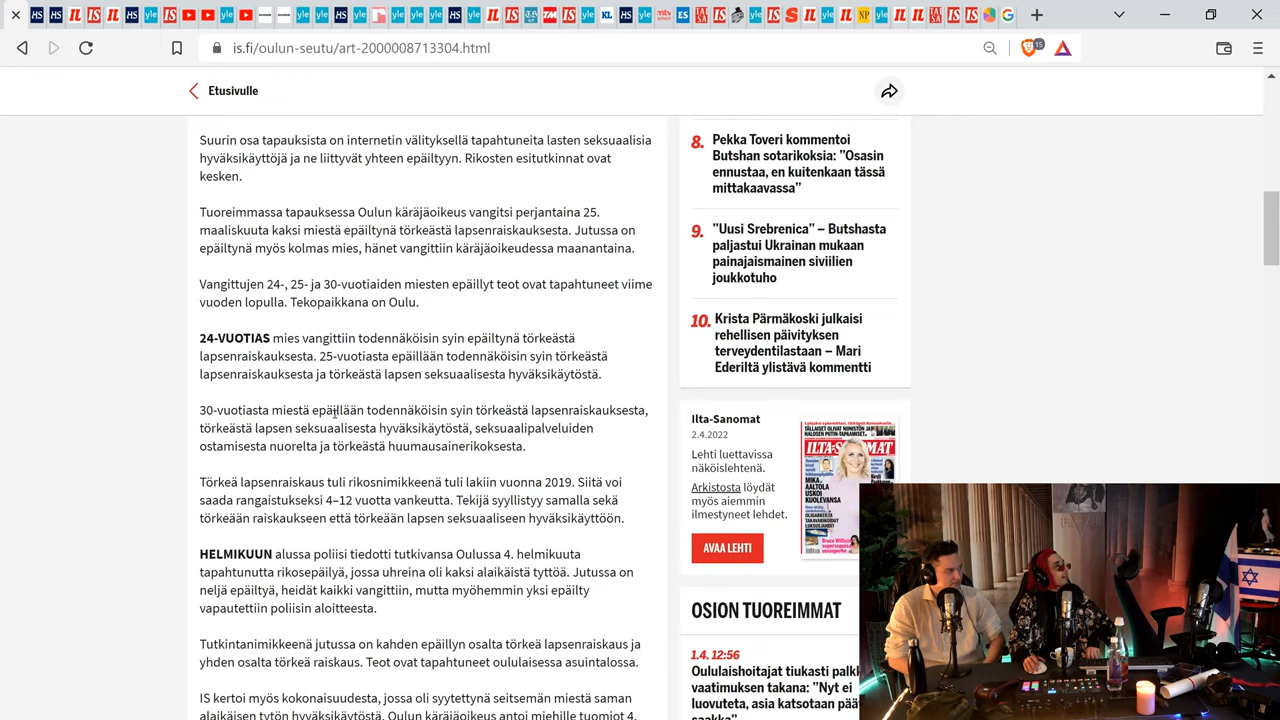 is.fi/oulun-seutu/art-2000008713304.html
15
Etusivulle
Suurin osa tapauksista on internetin välityksellä tapahtuneita lasten seksuaalisia
hyväksikäyttöjä ja ne liittyvät yhteen epäiltyyn. Rikosten esitutkinnat ovat
kesken.
Tuoreimmassa tapauksessa Oulun käräjäoikeus vangitsi perjantaina 25.
maaliskuuta kaksi miestä epäiltynä törkeästä lapsenraiskauksesta. Jutussa on
epäiltynä myös kolmas mies, hänet vangittiin käräjäoikeudessa maanantaina.
Vangittujen 24-, 25- ja 30-vuotiaiden miesten epäillyt teot ovat tapahtuneet viime
vuoden lopulla. Tekopaikkana on Oulu.
24-VUOTIAS mies vangittiin todennäköisin syin epäiltynä törkeästä
lapsenraiskauksesta. 25-vuotiasta epäillään todennäköisin syin törkeästä
lapsenraiskauksesta ja törkeästä lapsen seksuaalisesta hyväksikäytöstä.
30-vuotiasta miestä epäillään todennäköisin syin törkeästä lapsenraiskauksesta,
törkeästä lapsen seksuaalisesta hyväksikäytöstä, seksuaalipalveluiden
ostamisesta nuorelta ja törkeästä huumausainerikoksesta.
Törkeä lapsenraiskaus tuli rikosnimikkeenä tuli lakiin vuonna 2019. Siitä voi
saada rangaistukseksi 4–12 vuotta vankeutta. Tekijä syyllistyy samalla sekä
törkeään raiskaukseen että törkeään lapsen seksuaaliseen hyväksikäyttöön.
HELMIKUUN alussa poliisi tiedotti tutkivansa Oulussa 4. helmikuuta
tapahtunutta rikosepäilyä, jossa uhreina oli kaksi alaikäistä tyttöä. Jutussa on
neljä epäiltyä, heidät kaikki vangittiin, mutta myöhemmin yksi epäilty
vapautettiin poliisin aloitteesta.
Tutkintanimikkeenä jutussa on kahden epäillyn osalta törkeä lapsenraiskaus ja
yhden osalta törkeä raiskaus. Teot ovat tapahtuneet oululaisessa asuintalossa.
IS kertoi myös kokonaisuudesta, jossa oli syytettynä seitsemän miestä saman
alaikäisen tytön hyväksikäytöstä. Oulun käräjäoikeus antoi miehille tuomiot 4.
8. Pekka Toveri kommentoi
Butshan sotarikoksia: ”Osasin
ennustaa, en kuitenkaan tässä
mittakaavassa”
9. ”Uusi Srebrenica” – Butshasta
paljastui Ukrainan mukaan
painajaismainen siviilien
joukkotuho
10. Krista Pärmäkoski julkaisi
rehellisen päivityksen
terveydentilastaan – Mari
Ederiltä ylistävä kommentti
Ilta-Sanomat
2.4.2022
Lehti luettavissa
näköislehtenä.
Arkistosta löydät
myös aiemmin
ilmestyneet lehdet.
AVAA LEHTI
ILTA-SANOMAT
MIKA
AALTOLA
USKOI
KUOLEVANSA
OSION TUOREIMMAT
1.4. 12:56
Oululaishoitajat tiukasti palkk
vaatimuksen takana: ”Nyt ei
luovuteta, asia katsotaan pää
saakka”